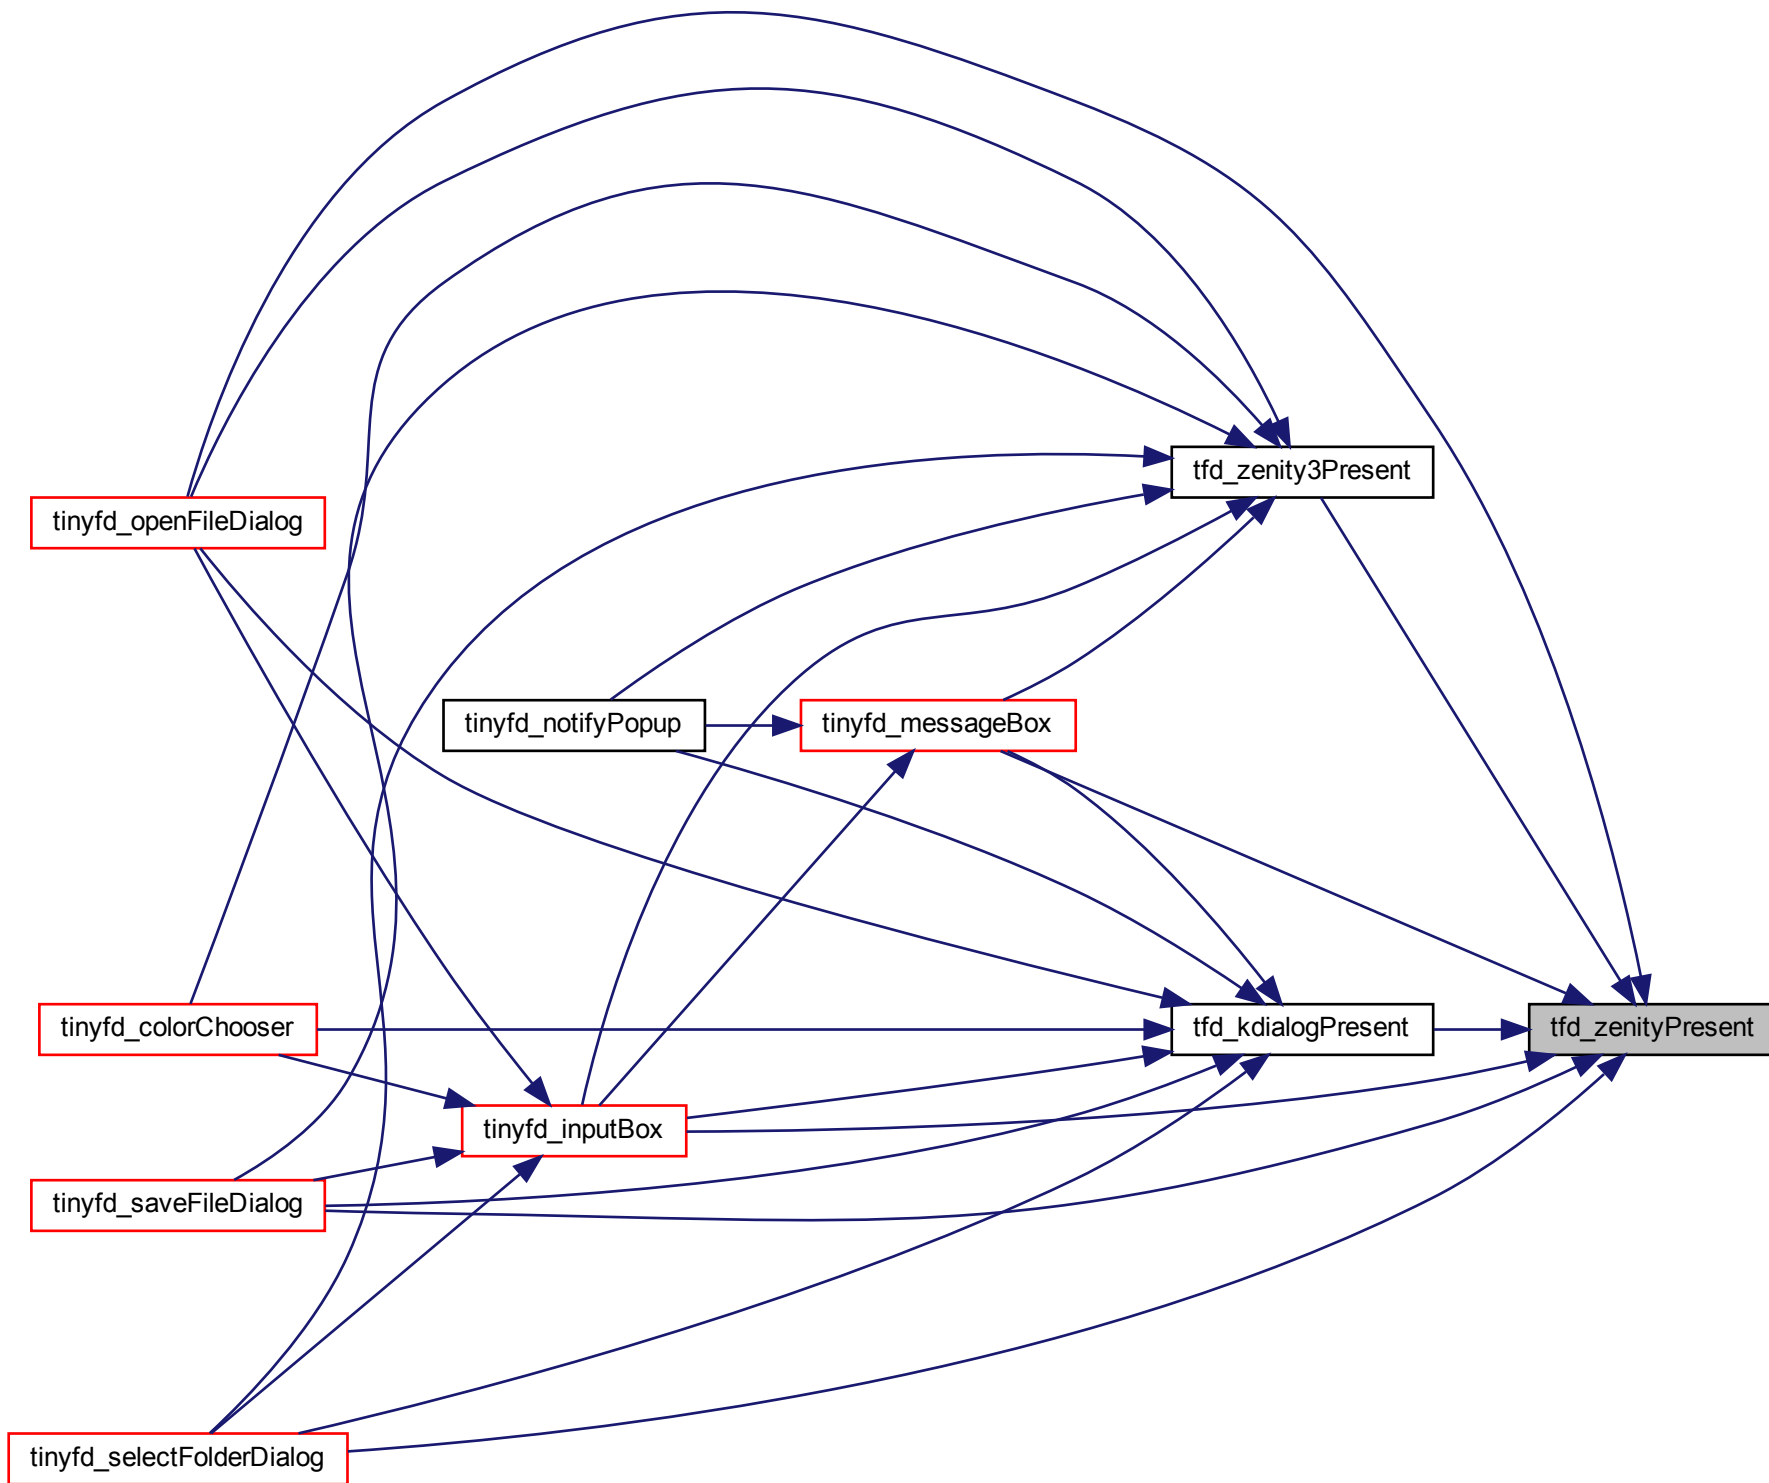 tfd_zenity3Present
tinyfd_openFileDialog
tinyfd_notifyPopup
tinyfd_messageBox
tinyfd_colorChooser
tfd_kdialogPresent
tfd_zenityPresent
tinyfd_inputBox
tinyfd_saveFileDialog
tinyfd_selectFolderDialog